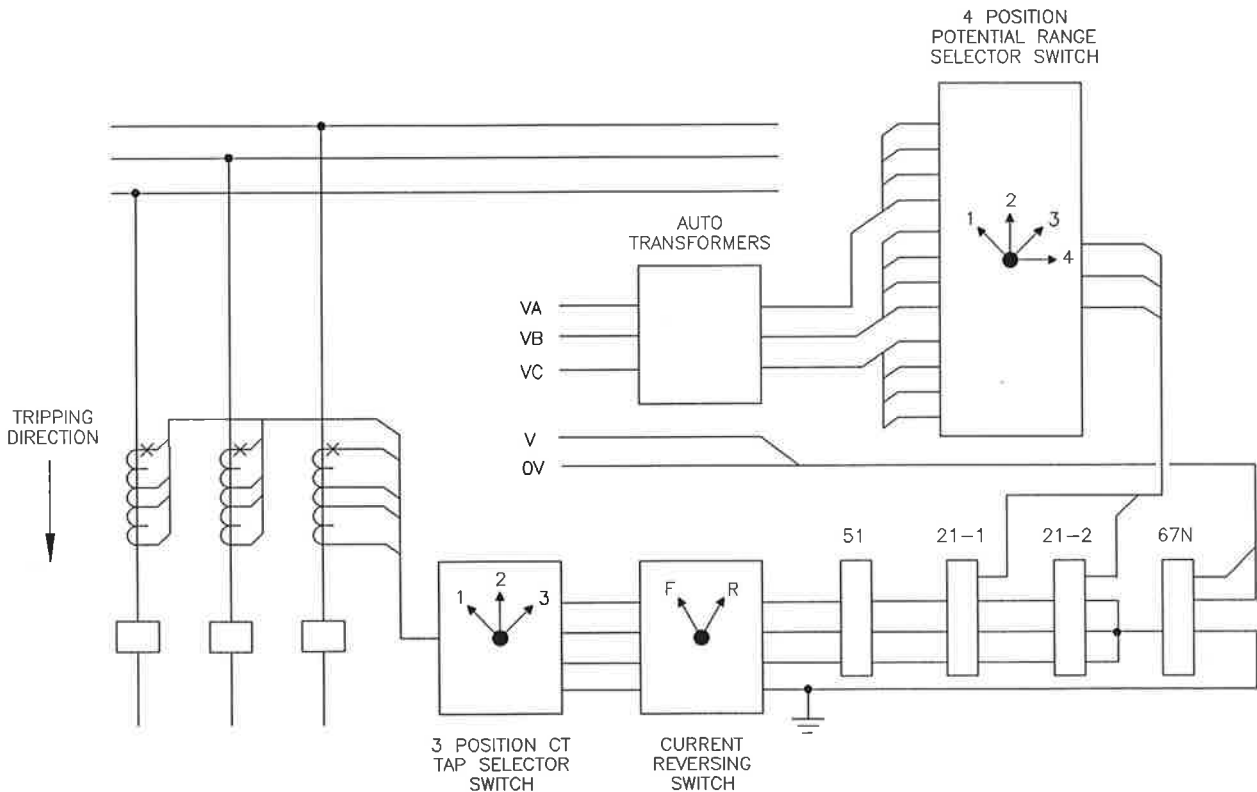 4 POSITION
POTENTIAL RANGE
SELECTOR SWITCH
1
2
3
4
AUTO
TRANSFORMERS
VA
VB
VC
V
0V
TRIPPING
DIRECTION
51
21-1
21-2
67N
1
2
3
F
R
3 POSITION CT
TAP SELECTOR
SWITCH
CURRENT
REVERSING
SWITCH